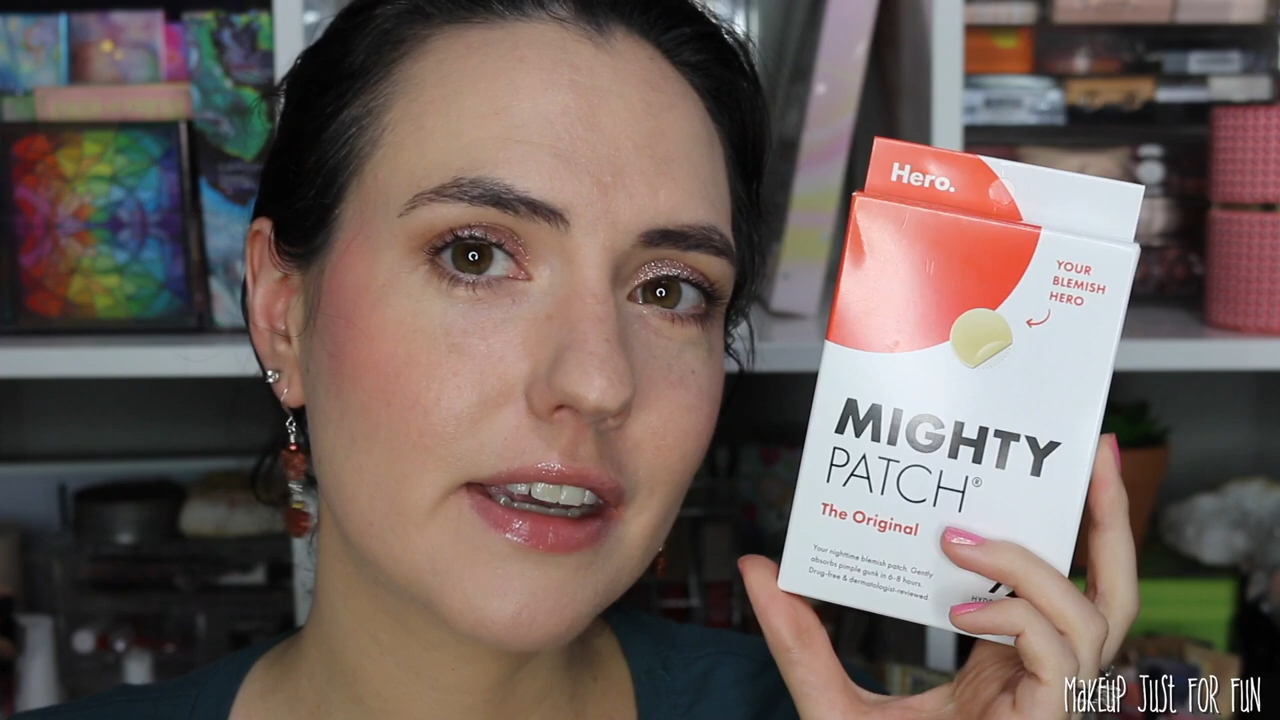 Hero.
YOUR
BLEMISH
HERO
MIGHTY
PATCH®
The Original
Your nighttime blemish patch. Gently
absorbs pimple gunk in 6-8 hours.
Drug-free & dermatologist-reviewed
MAKEUP JUST FOR FUN